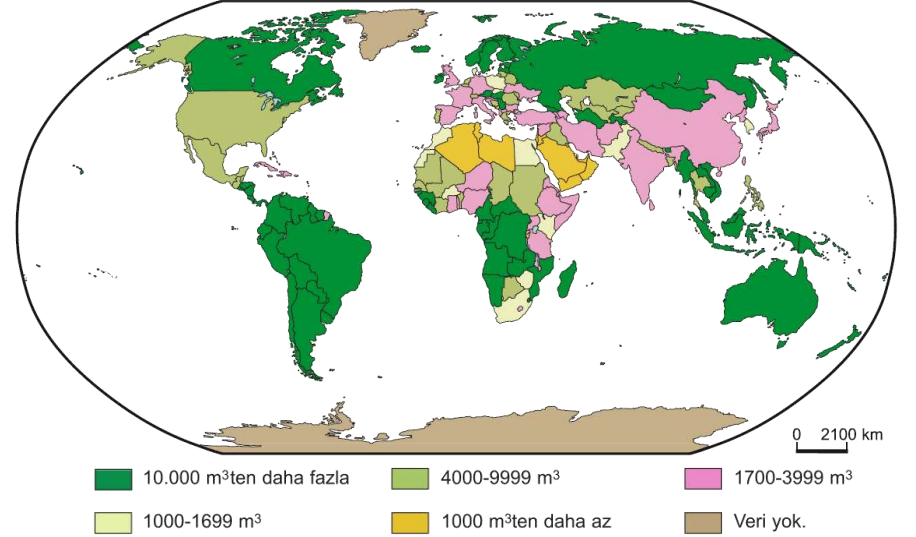 0 2100 km
10.000 m³ten daha fazla
4000-9999 m³
1700-3999 m³
1000-1699 m³
1000 m³ten daha az
Veri yok.